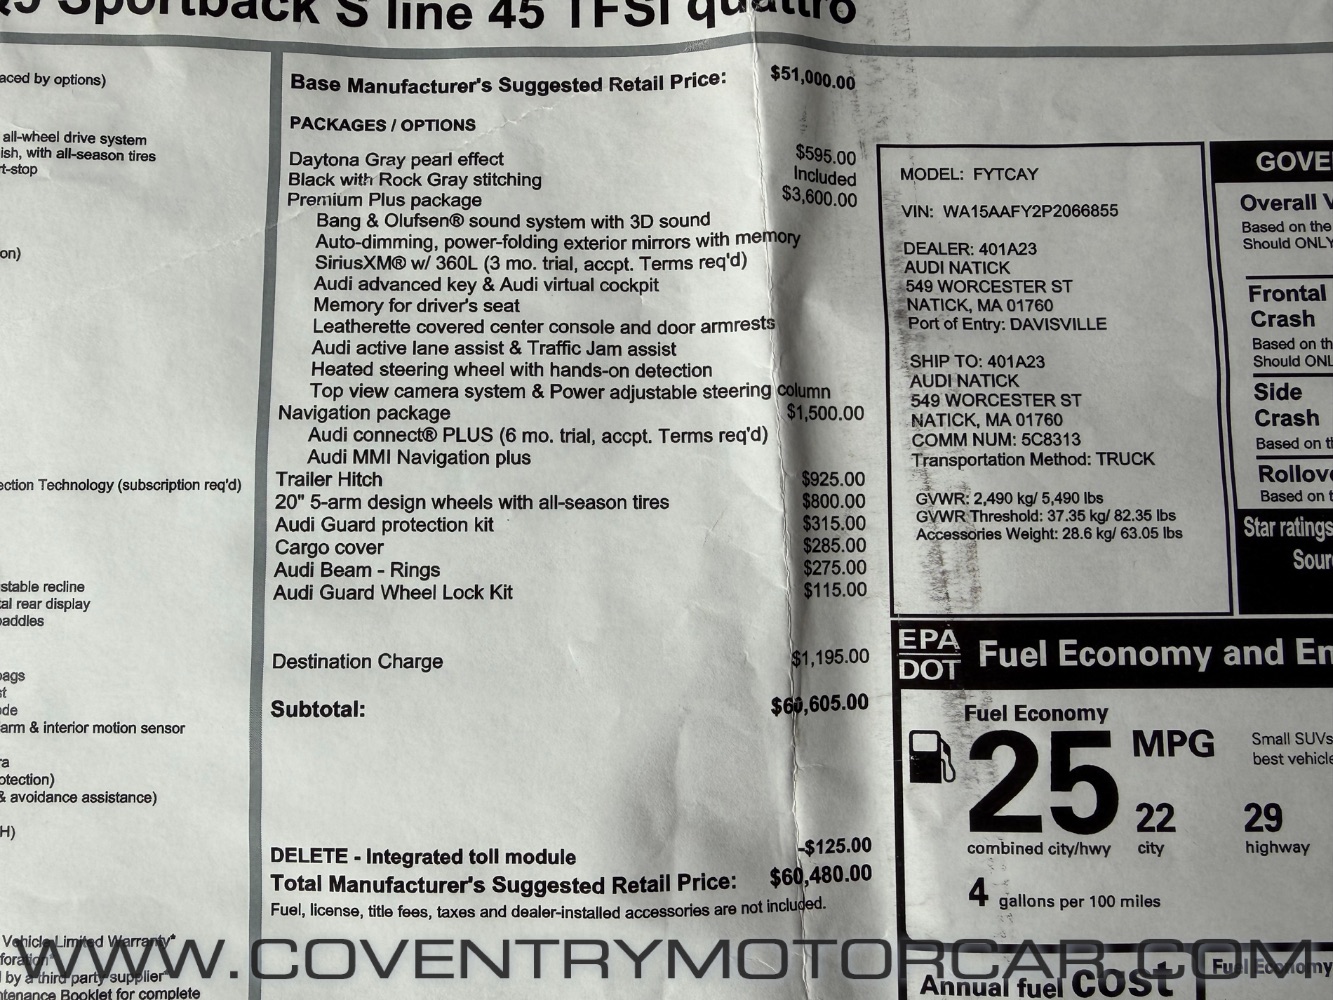 Sportback S line 45 TFSI quattro
aced by options)
all-wheel drive system
ish, with all-season tires
rt-stop
on)
ection Technology (subscription req'd)
stable recline
tal rear display
paddles
bags
st
ode
arm & interior motion sensor
ra
otection)
& avoidance assistance)
H)
Vehicle Limited Warranty*
foration*
l by a third party supplier*
ntenance Booklet for complete
Base Manufacturer's Suggested Retail Price: $51,000.00
PACKAGES / OPTIONS
Daytona Gray pearl effect $595.00
Black with Rock Gray stitching Included
Premium Plus package $3,600.00
Bang & Olufsen® sound system with 3D sound
Auto-dimming, power-folding exterior mirrors with memory
SiriusXM® w/ 360L (3 mo. trial, accpt. Terms req'd)
Audi advanced key & Audi virtual cockpit
Memory for driver's seat
Leatherette covered center console and door armrests
Audi active lane assist & Traffic Jam assist
Heated steering wheel with hands-on detection
Top view camera system & Power adjustable steering column
Navigation package $1,500.00
Audi connect® PLUS (6 mo. trial, accpt. Terms req'd)
Audi MMI Navigation plus
Trailer Hitch $925.00
20" 5-arm design wheels with all-season tires $800.00
Audi Guard protection kit $315.00
Cargo cover $285.00
Audi Beam - Rings $275.00
Audi Guard Wheel Lock Kit $115.00
Destination Charge $1,195.00
Subtotal: $60,605.00
DELETE - Integrated toll module -$125.00
Total Manufacturer's Suggested Retail Price: $60,480.00
Fuel, license, title fees, taxes and dealer-installed accessories are not included.
MODEL: FYTCAY
VIN: WA15AAFY2P2066855
DEALER: 401A23
AUDI NATICK
549 WORCESTER ST
NATICK, MA 01760
Port of Entry: DAVISVILLE
SHIP TO: 401A23
AUDI NATICK
549 WORCESTER ST
NATICK, MA 01760
COMM NUM: 5C8313
Transportation Method: TRUCK
GVWR: 2,490 kg/ 5,490 lbs
GVWR Threshold: 37.35 kg/ 82.35 lbs
Accessories Weight: 28.6 kg/ 63.05 lbs
GOVE
Overall V
Based on the
Should ONLY
Frontal
Crash
Based on th
Should ONL
Side
Crash
Based on th
Rollove
Based on t
Star ratings
Sour
EPA
DOT
Fuel Economy and En
Fuel Economy
25 MPG
combined city/hwy
22
city
29
highway
Small SUVs
best vehicle
4 gallons per 100 miles
Annual fuel cost
Fuel Economy
WWW.COVENTRYMOTORCAR.COM